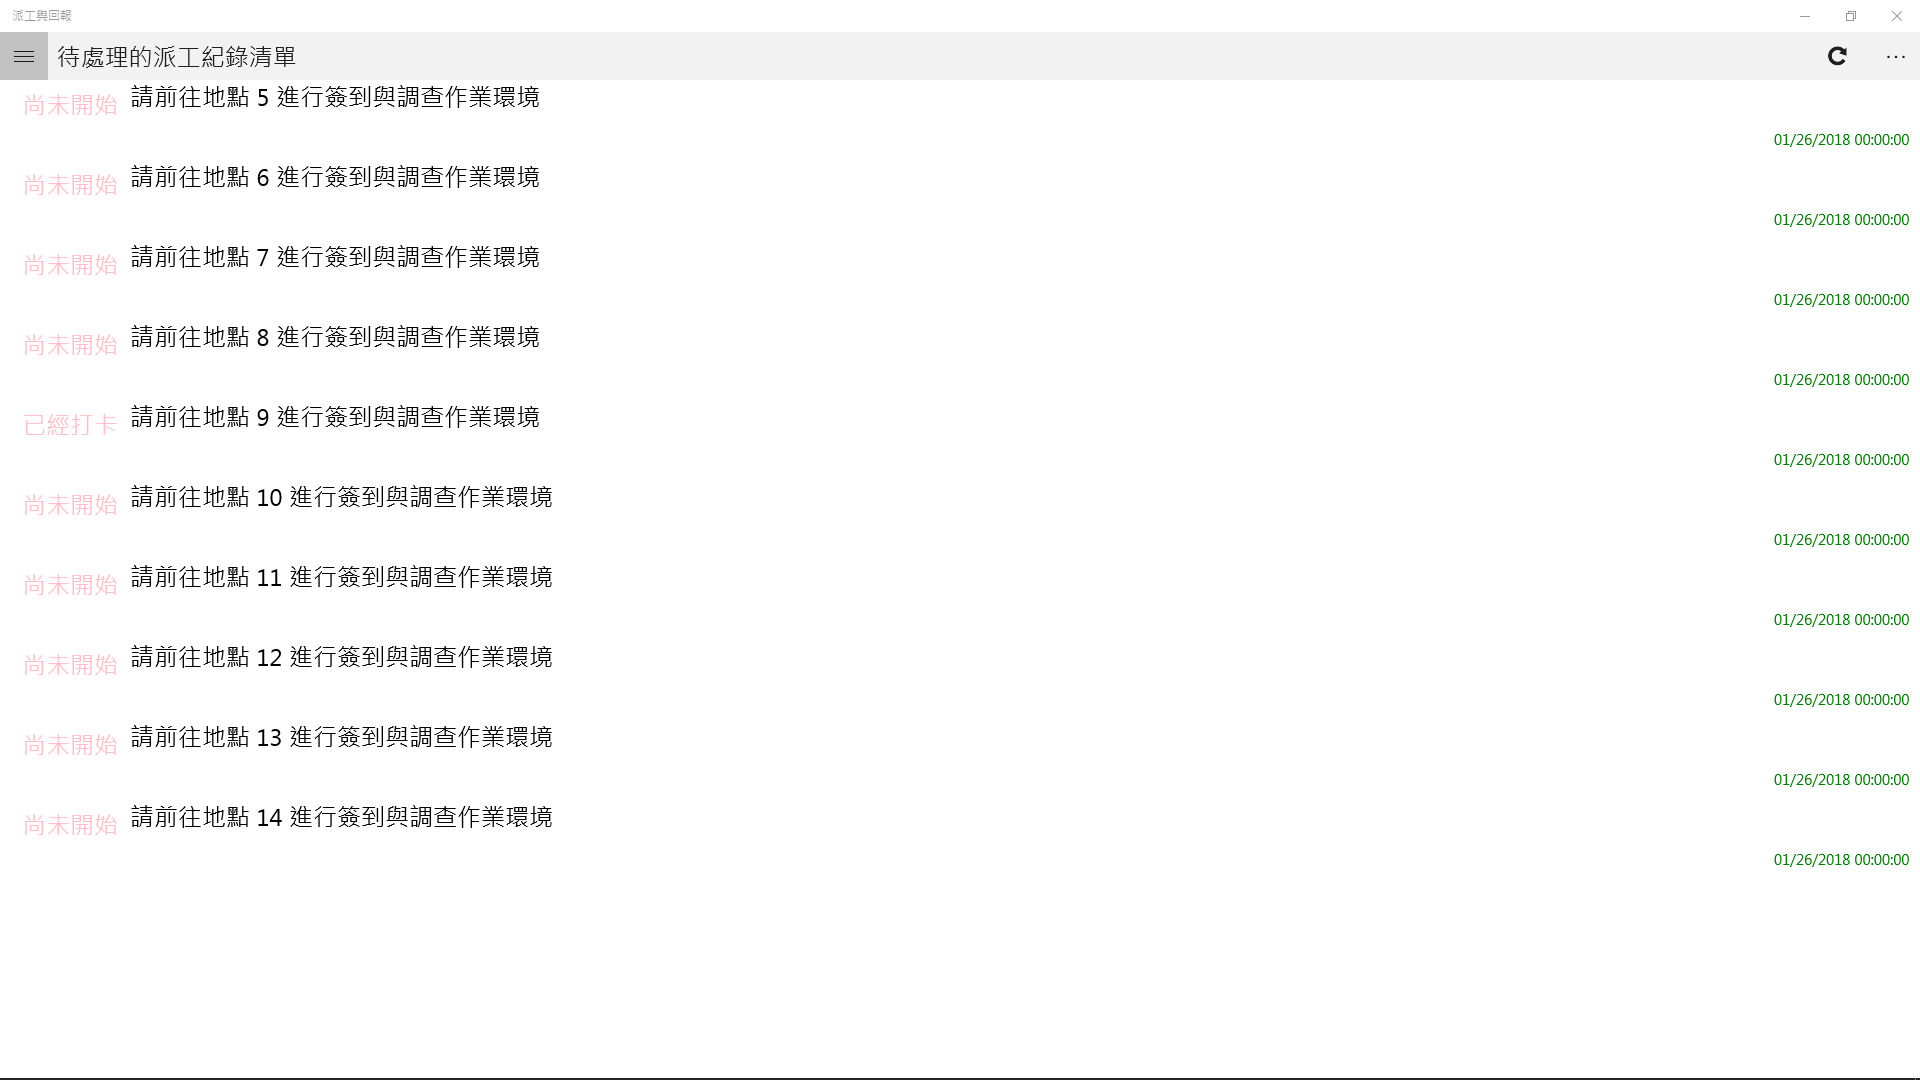 派工與回報
待處理的派工紀錄清單
尚未開始 請前往地點 5 進行簽到與調查作業環境
01/26/2018 00:00:00
尚未開始 請前往地點 6 進行簽到與調查作業環境
01/26/2018 00:00:00
尚未開始 請前往地點 7 進行簽到與調查作業環境
01/26/2018 00:00:00
尚未開始 請前往地點 8 進行簽到與調查作業環境
01/26/2018 00:00:00
已經打卡 請前往地點 9 進行簽到與調查作業環境
01/26/2018 00:00:00
尚未開始 請前往地點 10 進行簽到與調查作業環境
01/26/2018 00:00:00
尚未開始 請前往地點 11 進行簽到與調查作業環境
01/26/2018 00:00:00
尚未開始 請前往地點 12 進行簽到與調查作業環境
01/26/2018 00:00:00
尚未開始 請前往地點 13 進行簽到與調查作業環境
01/26/2018 00:00:00
尚未開始 請前往地點 14 進行簽到與調查作業環境
01/26/2018 00:00:00